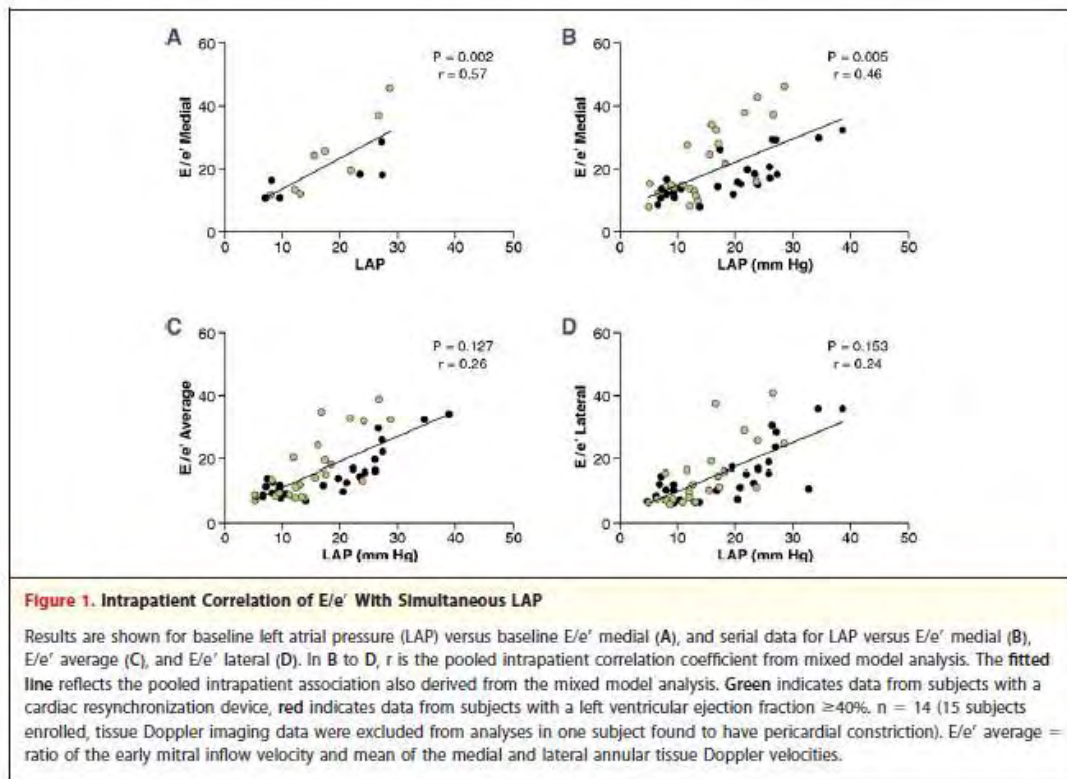 A
60
P = 0.002
r = 0.57
E/e' Medial
40
20
0
0 10 20 30 40 50
LAP
B
60
P = 0.005
r = 0.46
E/e' Medial
40
20
0
0 10 20 30 40 50
LAP (mm Hg)
C
60
P = 0.127
r = 0.26
E/e' Average
40
20
0
0 10 20 30 40 50
LAP (mm Hg)
D
60
P = 0.153
r = 0.24
E/e' Lateral
40
20
0
0 10 20 30 40 50
LAP (mm Hg)
Figure 1. Intrapatient Correlation of E/e' With Simultaneous LAP
Results are shown for baseline left atrial pressure (LAP) versus baseline E/e' medial (A), and serial data for LAP versus E/e' medial (B),
E/e' average (C), and E/e' lateral (D). In B to D, r is the pooled intrapatient correlation coefficient from mixed model analysis. The fitted
line reflects the pooled intrapatient association also derived from the mixed model analysis. Green indicates data from subjects with a
cardiac resynchronization device, red indicates data from subjects with a left ventricular ejection fraction ≥40%. n = 14 (15 subjects
enrolled, tissue Doppler imaging data were excluded from analyses in one subject found to have pericardial constriction). E/e' average =
ratio of the early mitral inflow velocity and mean of the medial and lateral annular tissue Doppler velocities.